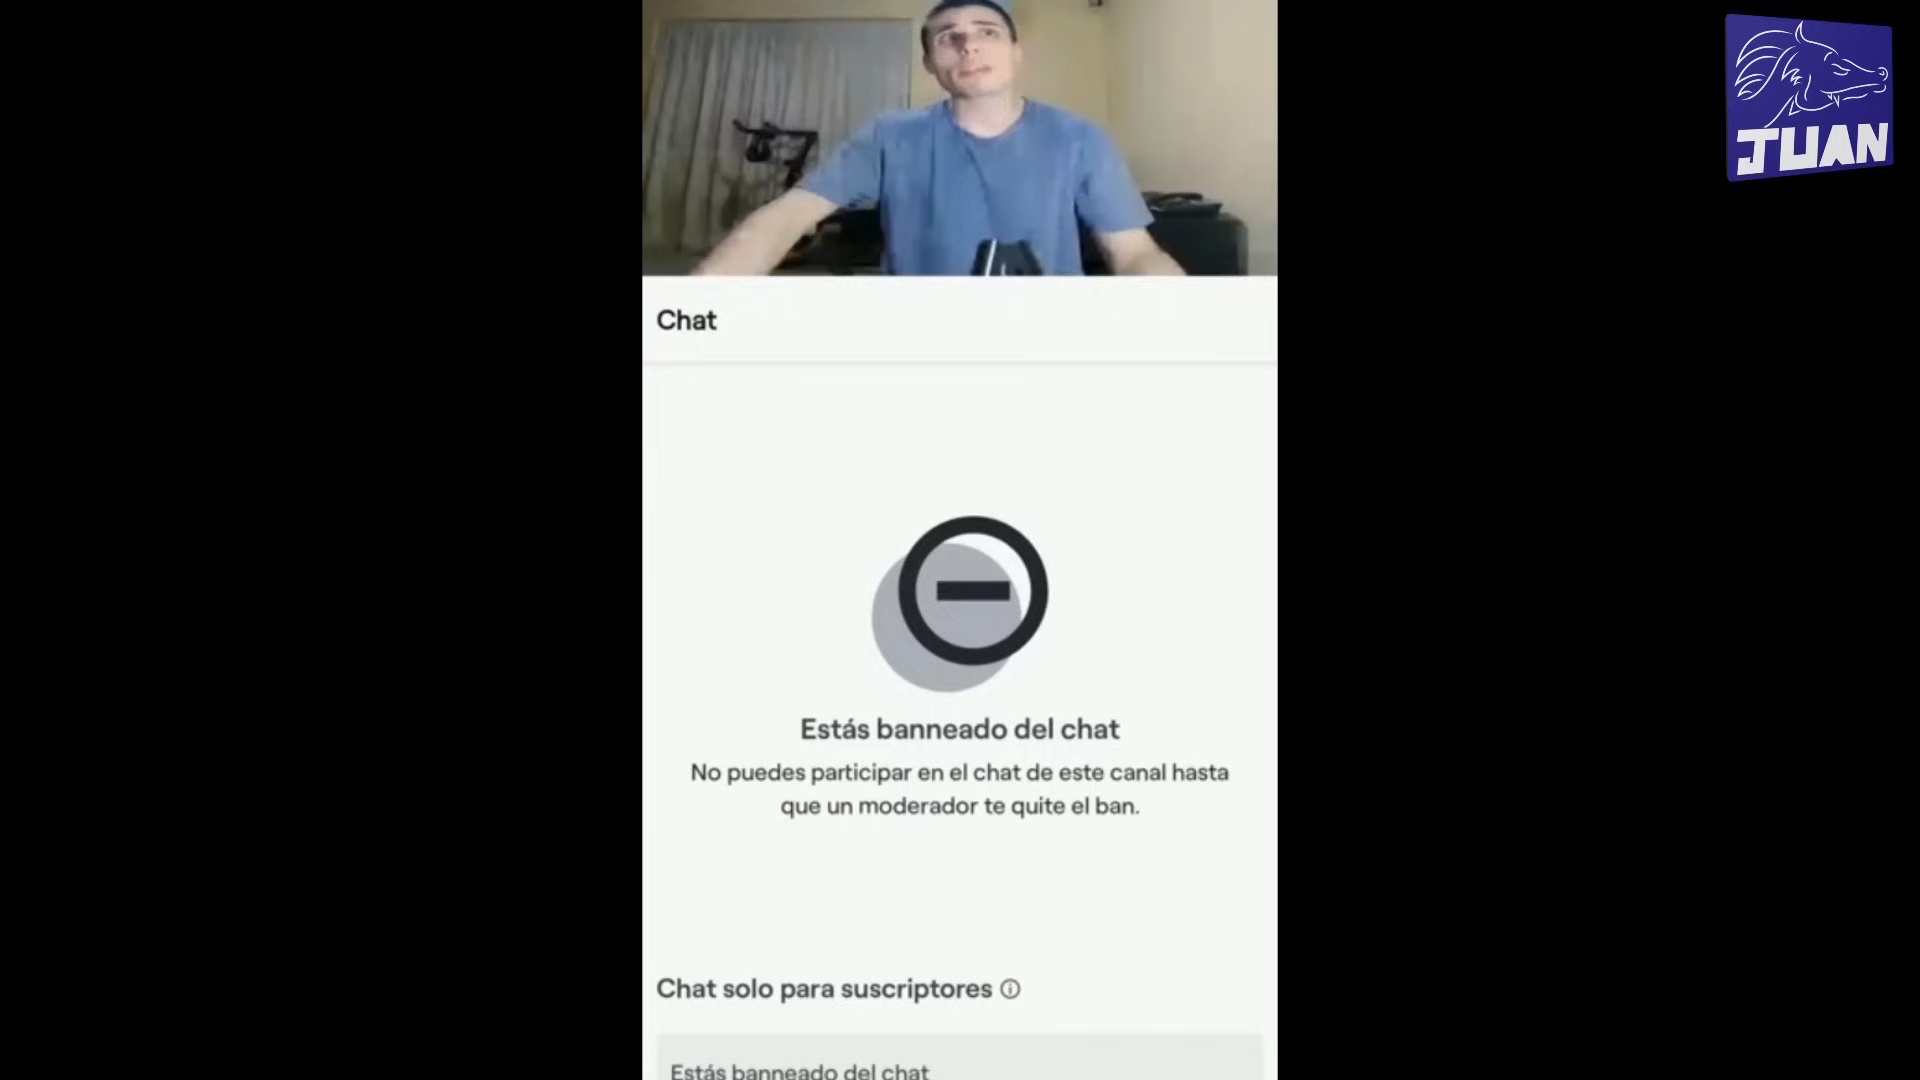 JUAN
Chat
Estás banneado del chat
No puedes participar en el chat de este canal hasta
que un moderador te quite el ban.
Chat solo para suscriptores
Estás banneado del chat